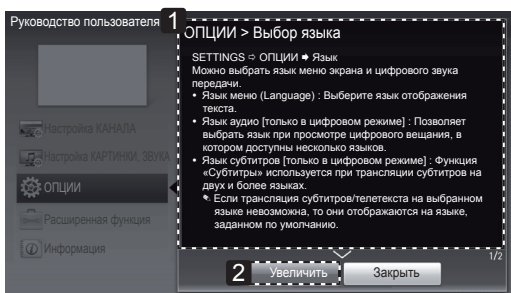 Руководство пользователя
1
ОПЦИИ > Выбор языка
SETTINGS ⇨ ОПЦИИ ➡ Язык
Можно выбрать язык меню экрана и цифрового звука
передачи.
• Язык меню (Language) : Выберите язык отображения
текста.
• Язык аудио [только в цифровом режиме] : Позволяет
выбрать язык при просмотре цифрового вещания, в
котором доступны несколько языков.
• Язык субтитров [только в цифровом режиме] : Функция
«Субтитры» используется при трансляции субтитров на
двух и более языках.
Если трансляция субтитров/телетекста на выбранном
языке невозможна, то они отображаются на языке,
заданном по умолчанию.
Настройка КАНАЛА
Настройка КАРТИНКИ, ЗВУКА
ОПЦИИ
Расширенная функция
Информация
1/2
2
Увеличить
Закрыть